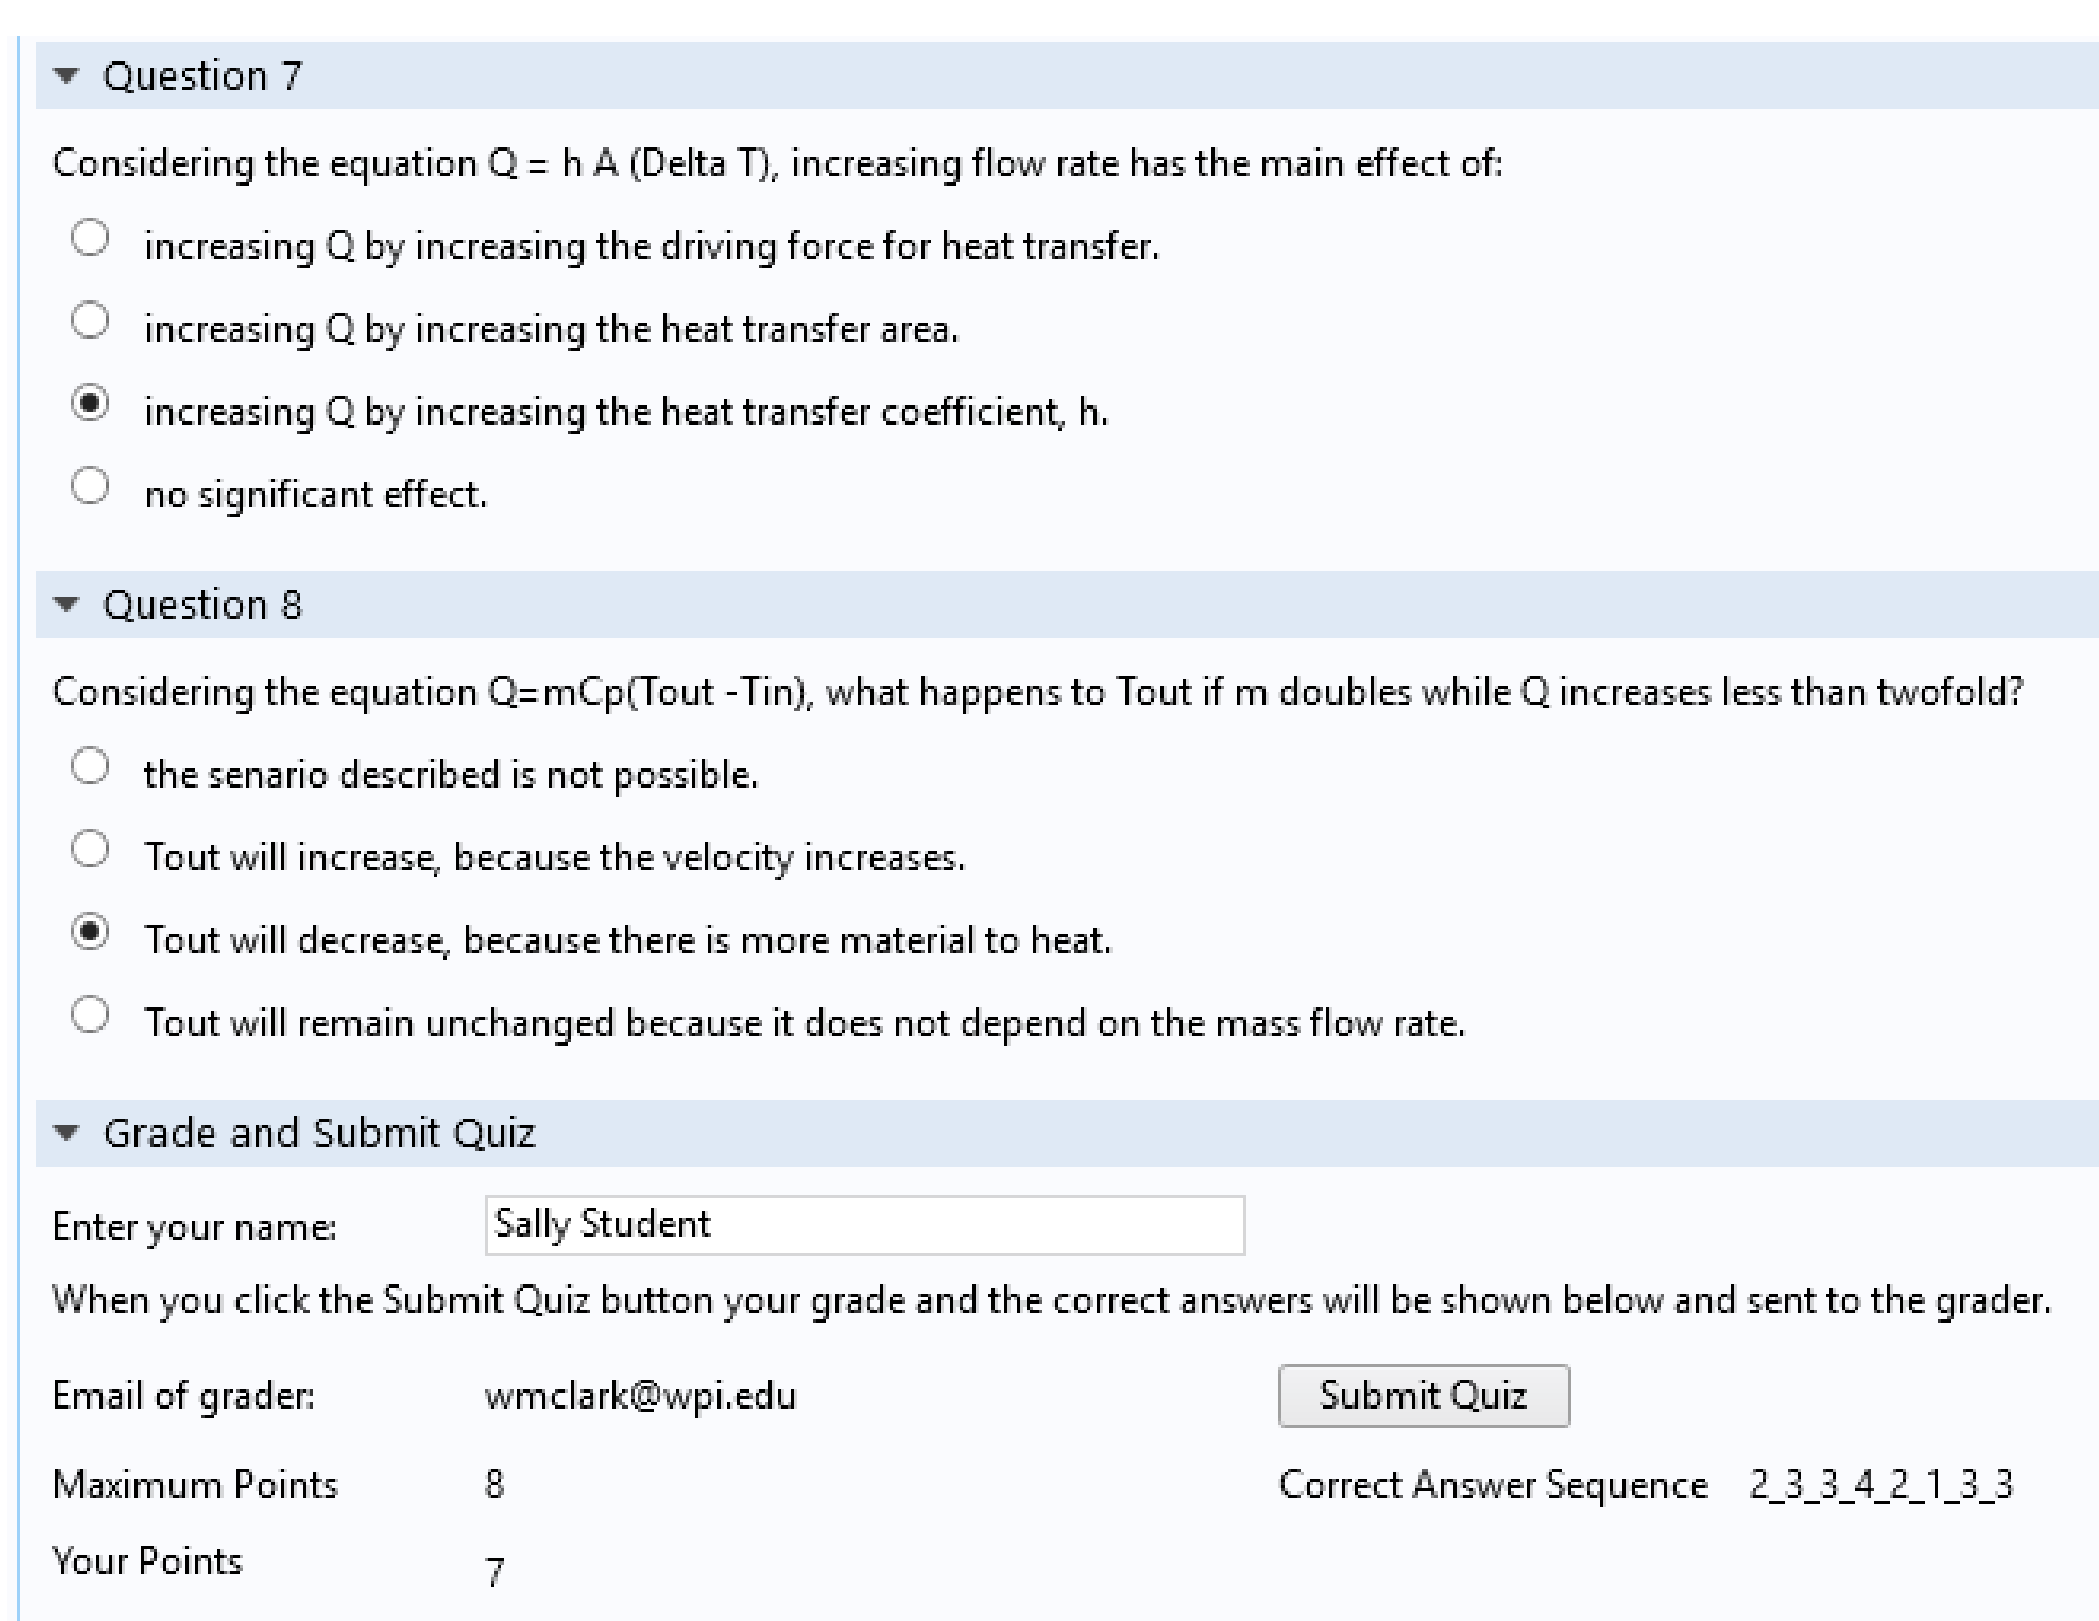 Question 7
Considering the equation Q = h A (Delta T), increasing flow rate has the main effect of:
increasing Q by increasing the driving force for heat transfer.
increasing Q by increasing the heat transfer area.
increasing Q by increasing the heat transfer coefficient, h.
no significant effect.
Question 8
Considering the equation Q=mCp(Tout -Tin), what happens to Tout if m doubles while Q increases less than twofold?
the senario described is not possible.
Tout will increase, because the velocity increases.
Tout will decrease, because there is more material to heat.
Tout will remain unchanged because it does not depend on the mass flow rate.
Grade and Submit Quiz
Enter your name: Sally Student
When you click the Submit Quiz button your grade and the correct answers will be shown below and sent to the grader.
Email of grader: wmclark@wpi.edu Submit Quiz
Maximum Points 8 Correct Answer Sequence 2_3_3_4_2_1_3_3
Your Points 7